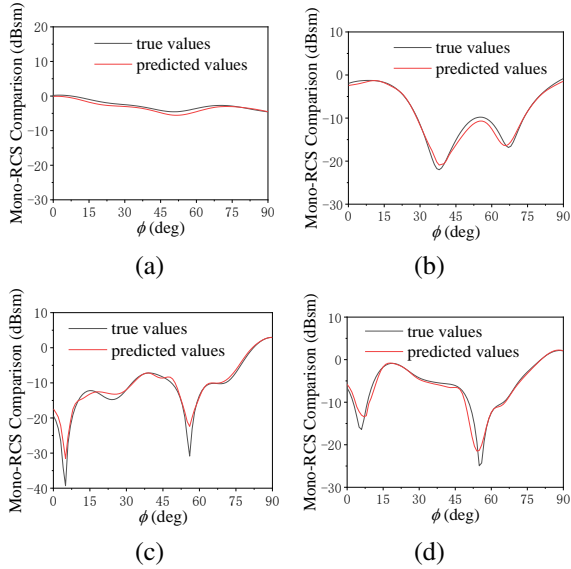 Mono-RCS Comparison (dBsm)
20
10
0
-10
-20
-30
true values
predicted values
0 15 30 45 60 75 90
ϕ (deg)
(a)
Mono-RCS Comparison (dBsm)
10
0
-10
-20
-30
true values
predicted values
0 15 30 45 60 75 90
ϕ (deg)
(b)
Mono-RCS Comparison (dBsm)
10
0
-10
-20
-30
-40
true values
predicted values
0 15 30 45 60 75 90
ϕ (deg)
(c)
Mono-RCS Comparison (dBsm)
10
0
-10
-20
-30
true values
predicted values
0 15 30 45 60 75 90
ϕ (deg)
(d)